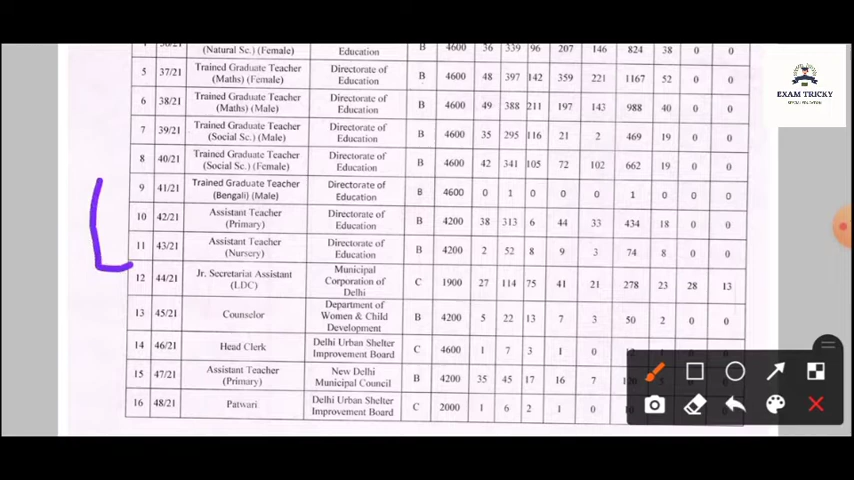 4 36/21 (Natural Sc.) (Female) Education B 4600 36 339 96 207 146 824 38 0 0
5 37/21 Trained Graduate Teacher (Maths) (Female) Directorate of Education B 4600 48 397 142 359 221 1167 52 0 0
6 38/21 Trained Graduate Teacher (Maths) (Male) Directorate of Education B 4600 49 388 211 197 143 988 40 0 0
7 39/21 Trained Graduate Teacher (Social Sc.) (Male) Directorate of Education B 4600 35 295 116 21 2 469 19 0 0
8 40/21 Trained Graduate Teacher (Social Sc.) (Female) Directorate of Education B 4600 42 341 105 72 102 662 19 0 0
9 41/21 Trained Graduate Teacher (Bengali) (Male) Directorate of Education B 4600 0 1 0 0 0 1 0 0 0
10 42/21 Assistant Teacher (Primary) Directorate of Education B 4200 38 313 6 44 33 434 18 0 0
11 43/21 Assistant Teacher (Nursery) Directorate of Education B 4200 2 52 8 9 3 74 8 0 0
12 44/21 Jr. Secretariat Assistant (LDC) Municipal Corporation of Delhi C 1900 27 114 75 41 21 278 23 28 13
13 45/21 Counselor Department of Women & Child Development B 4200 5 22 13 7 3 50 2 0 0
14 46/21 Head Clerk Delhi Urban Shelter Improvement Board C 4600 1 7 3 1 0 12
15 47/21 Assistant Teacher (Primary) New Delhi Municipal Council B 4200 35 45 17 16 7
16 48/21 Patwari Delhi Urban Shelter Improvement Board C 2000 1 6 2 1 0
EXAM TRICKY